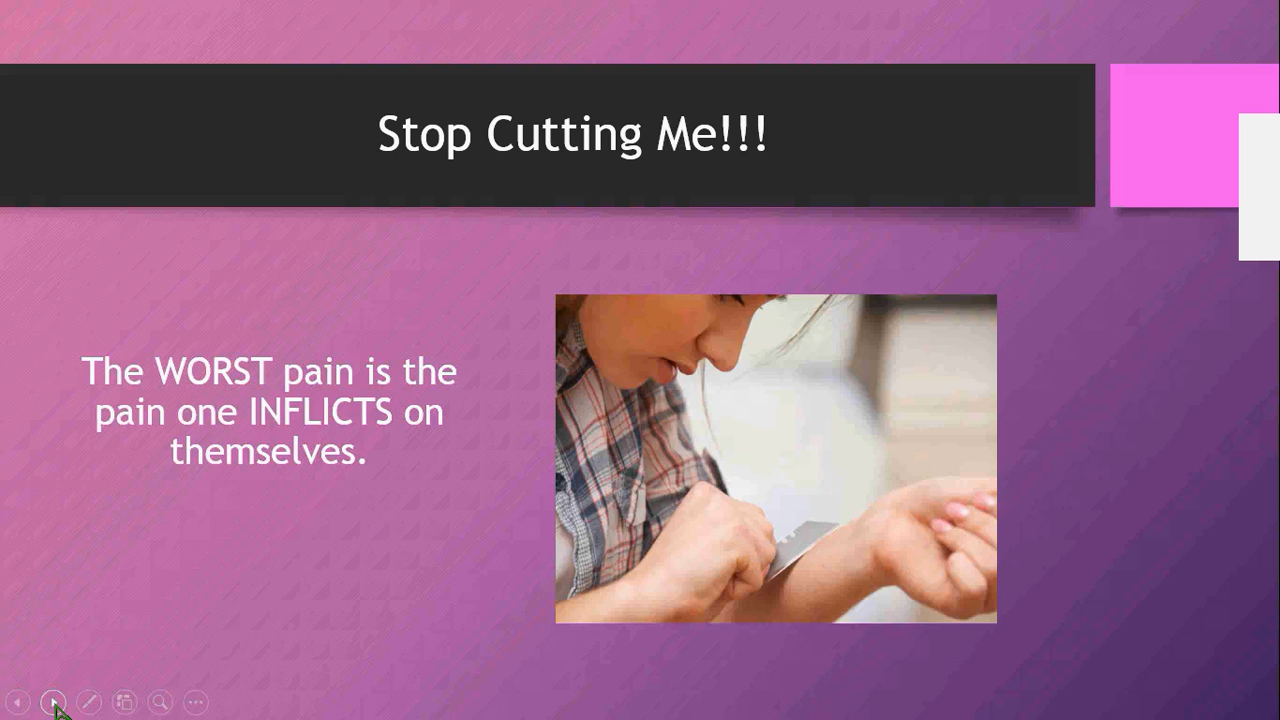 Stop Cutting Me!!!
The WORST pain is the
pain one INFLICTS on
themselves.